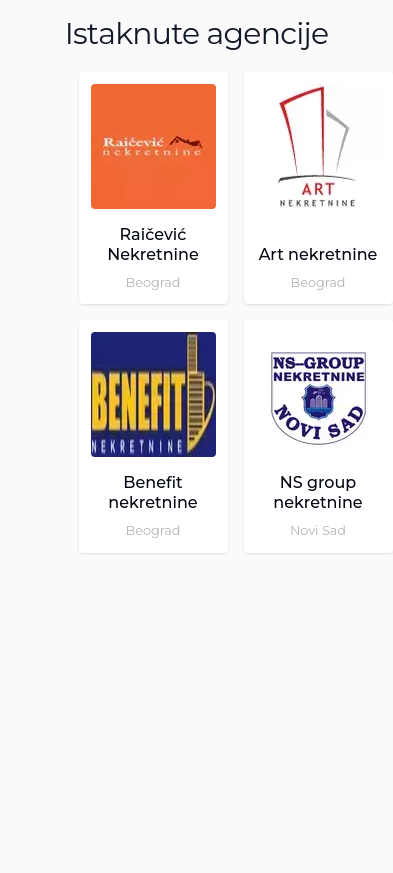 Istaknute agencije
Raičević
nekretnine
Raičević
Nekretnine
Beograd
ART
NEKRETNINE
Art nekretnine
Beograd
BENEFIT
NEKRETNINE
Benefit
nekretnine
Beograd
NS–GROUP
NEKRETNINE
NOVI SAD
NS group
nekretnine
Novi Sad